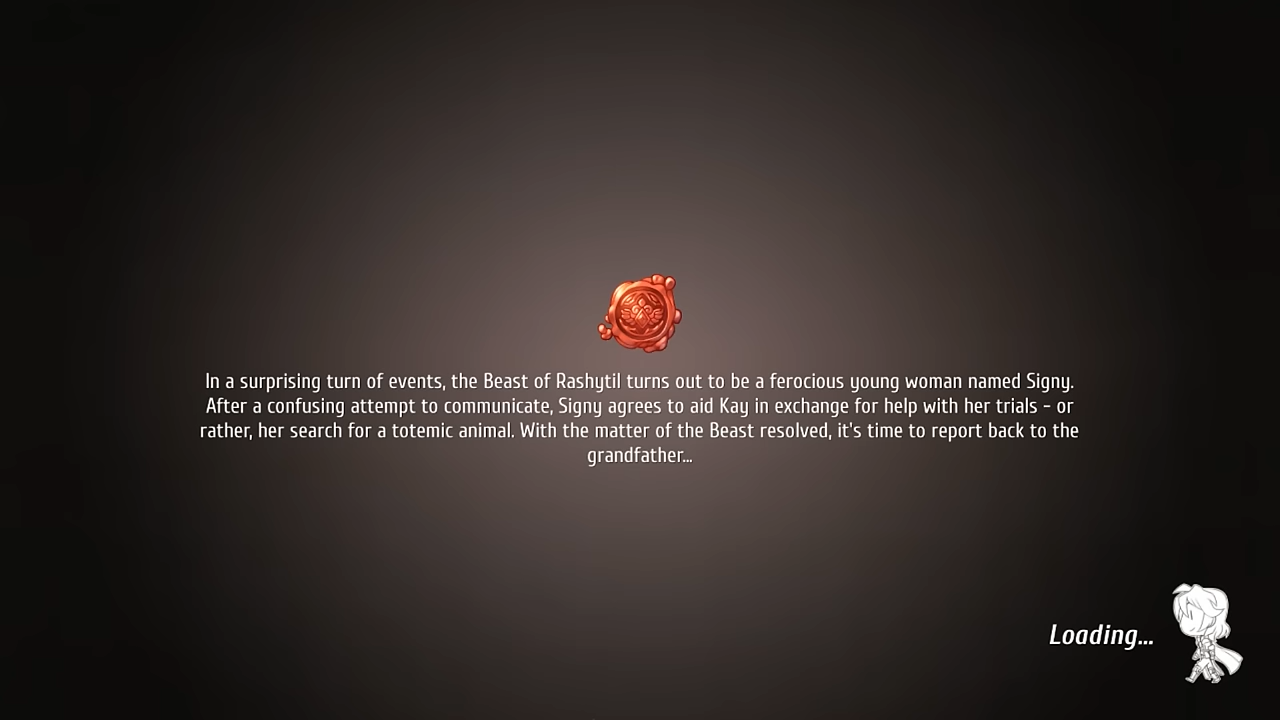 In a surprising turn of events, the Beast of Rashytil turns out to be a ferocious young woman named Signy.
After a confusing attempt to communicate, Signy agrees to aid Kay in exchange for help with her trials - or
rather, her search for a totemic animal. With the matter of the Beast resolved, it's time to report back to the
grandfather...
Loading...